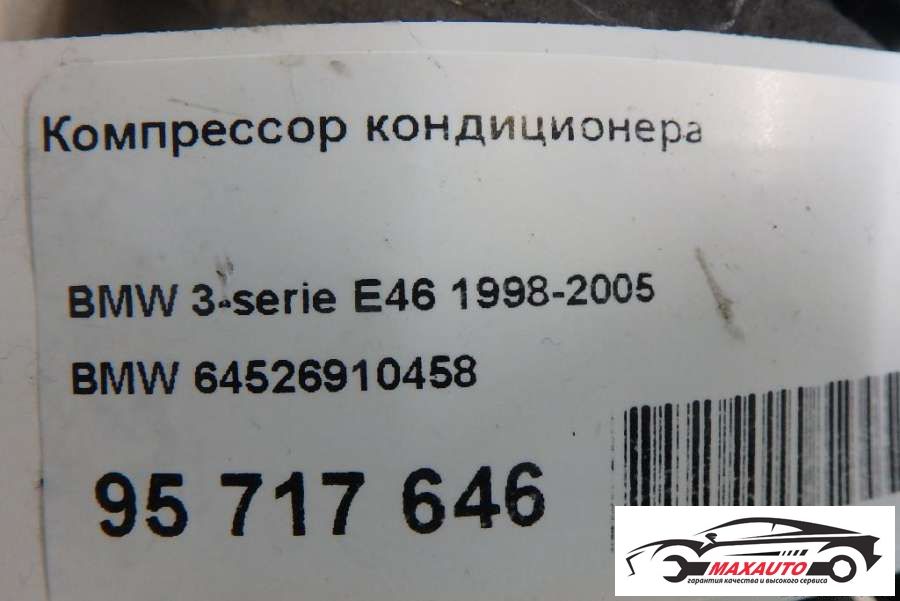 Компрессор кондиционера
BMW 3-serie E46 1998-2005
BMW 64526910458
95 717 646
MAXAUTO
гарантия качества и высокого сервиса